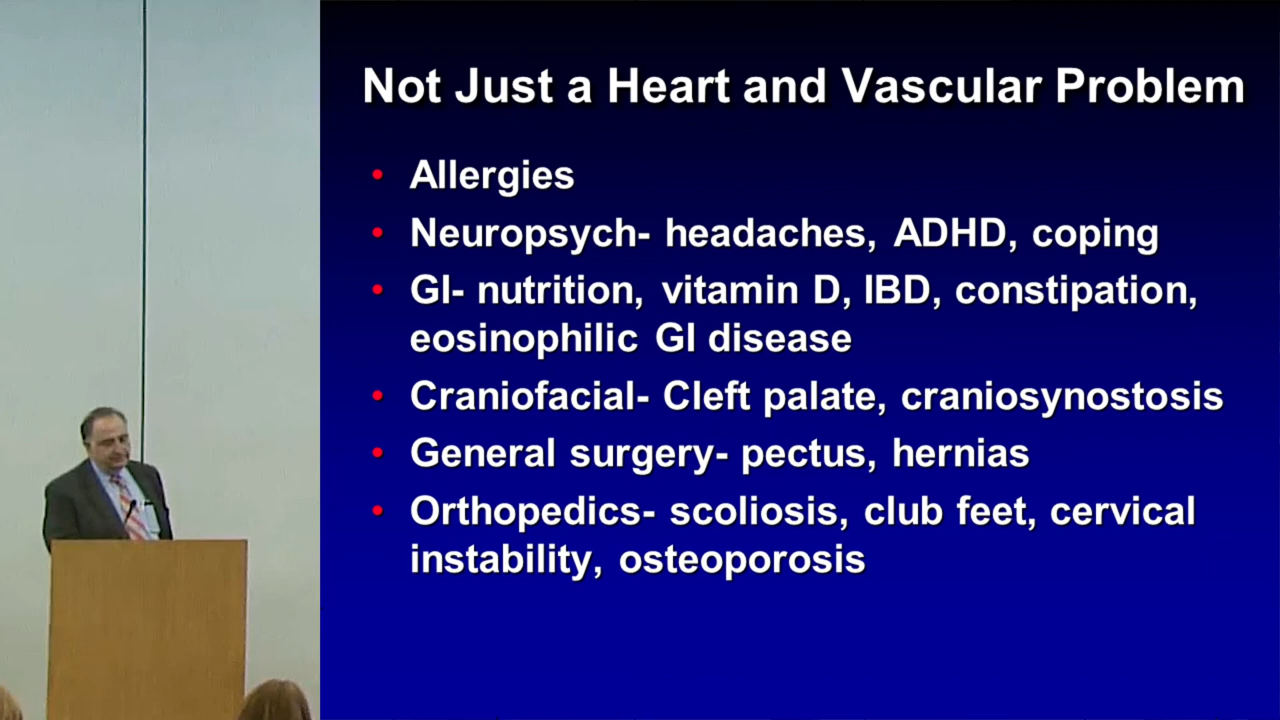 Not Just a Heart and Vascular Problem
• Allergies
• Neuropsych- headaches, ADHD, coping
• GI- nutrition, vitamin D, IBD, constipation,
eosinophilic GI disease
• Craniofacial- Cleft palate, craniosynostosis
• General surgery- pectus, hernias
• Orthopedics- scoliosis, club feet, cervical
instability, osteoporosis